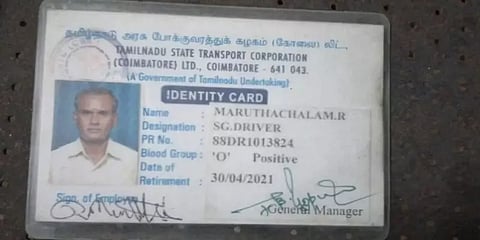 தமிழ்நாடு அரசு போக்குவரத்துக் கழகம் (கோவை) லிட்.,
TAMILNADU STATE TRANSPORT CORPORATION
(COIMBATORE) LTD., COIMBATORE - 641 043.
(A Government of Tamilnadu Undertaking)
IDENTITY CARD
Name : MARUTHACHALAM.R
Designation : SG.DRIVER
PR No. : 88DR1013824
Blood Group : 'O' Positive
Date of
Retirement : 30/04/2021
Sign. of Employee
General Manager